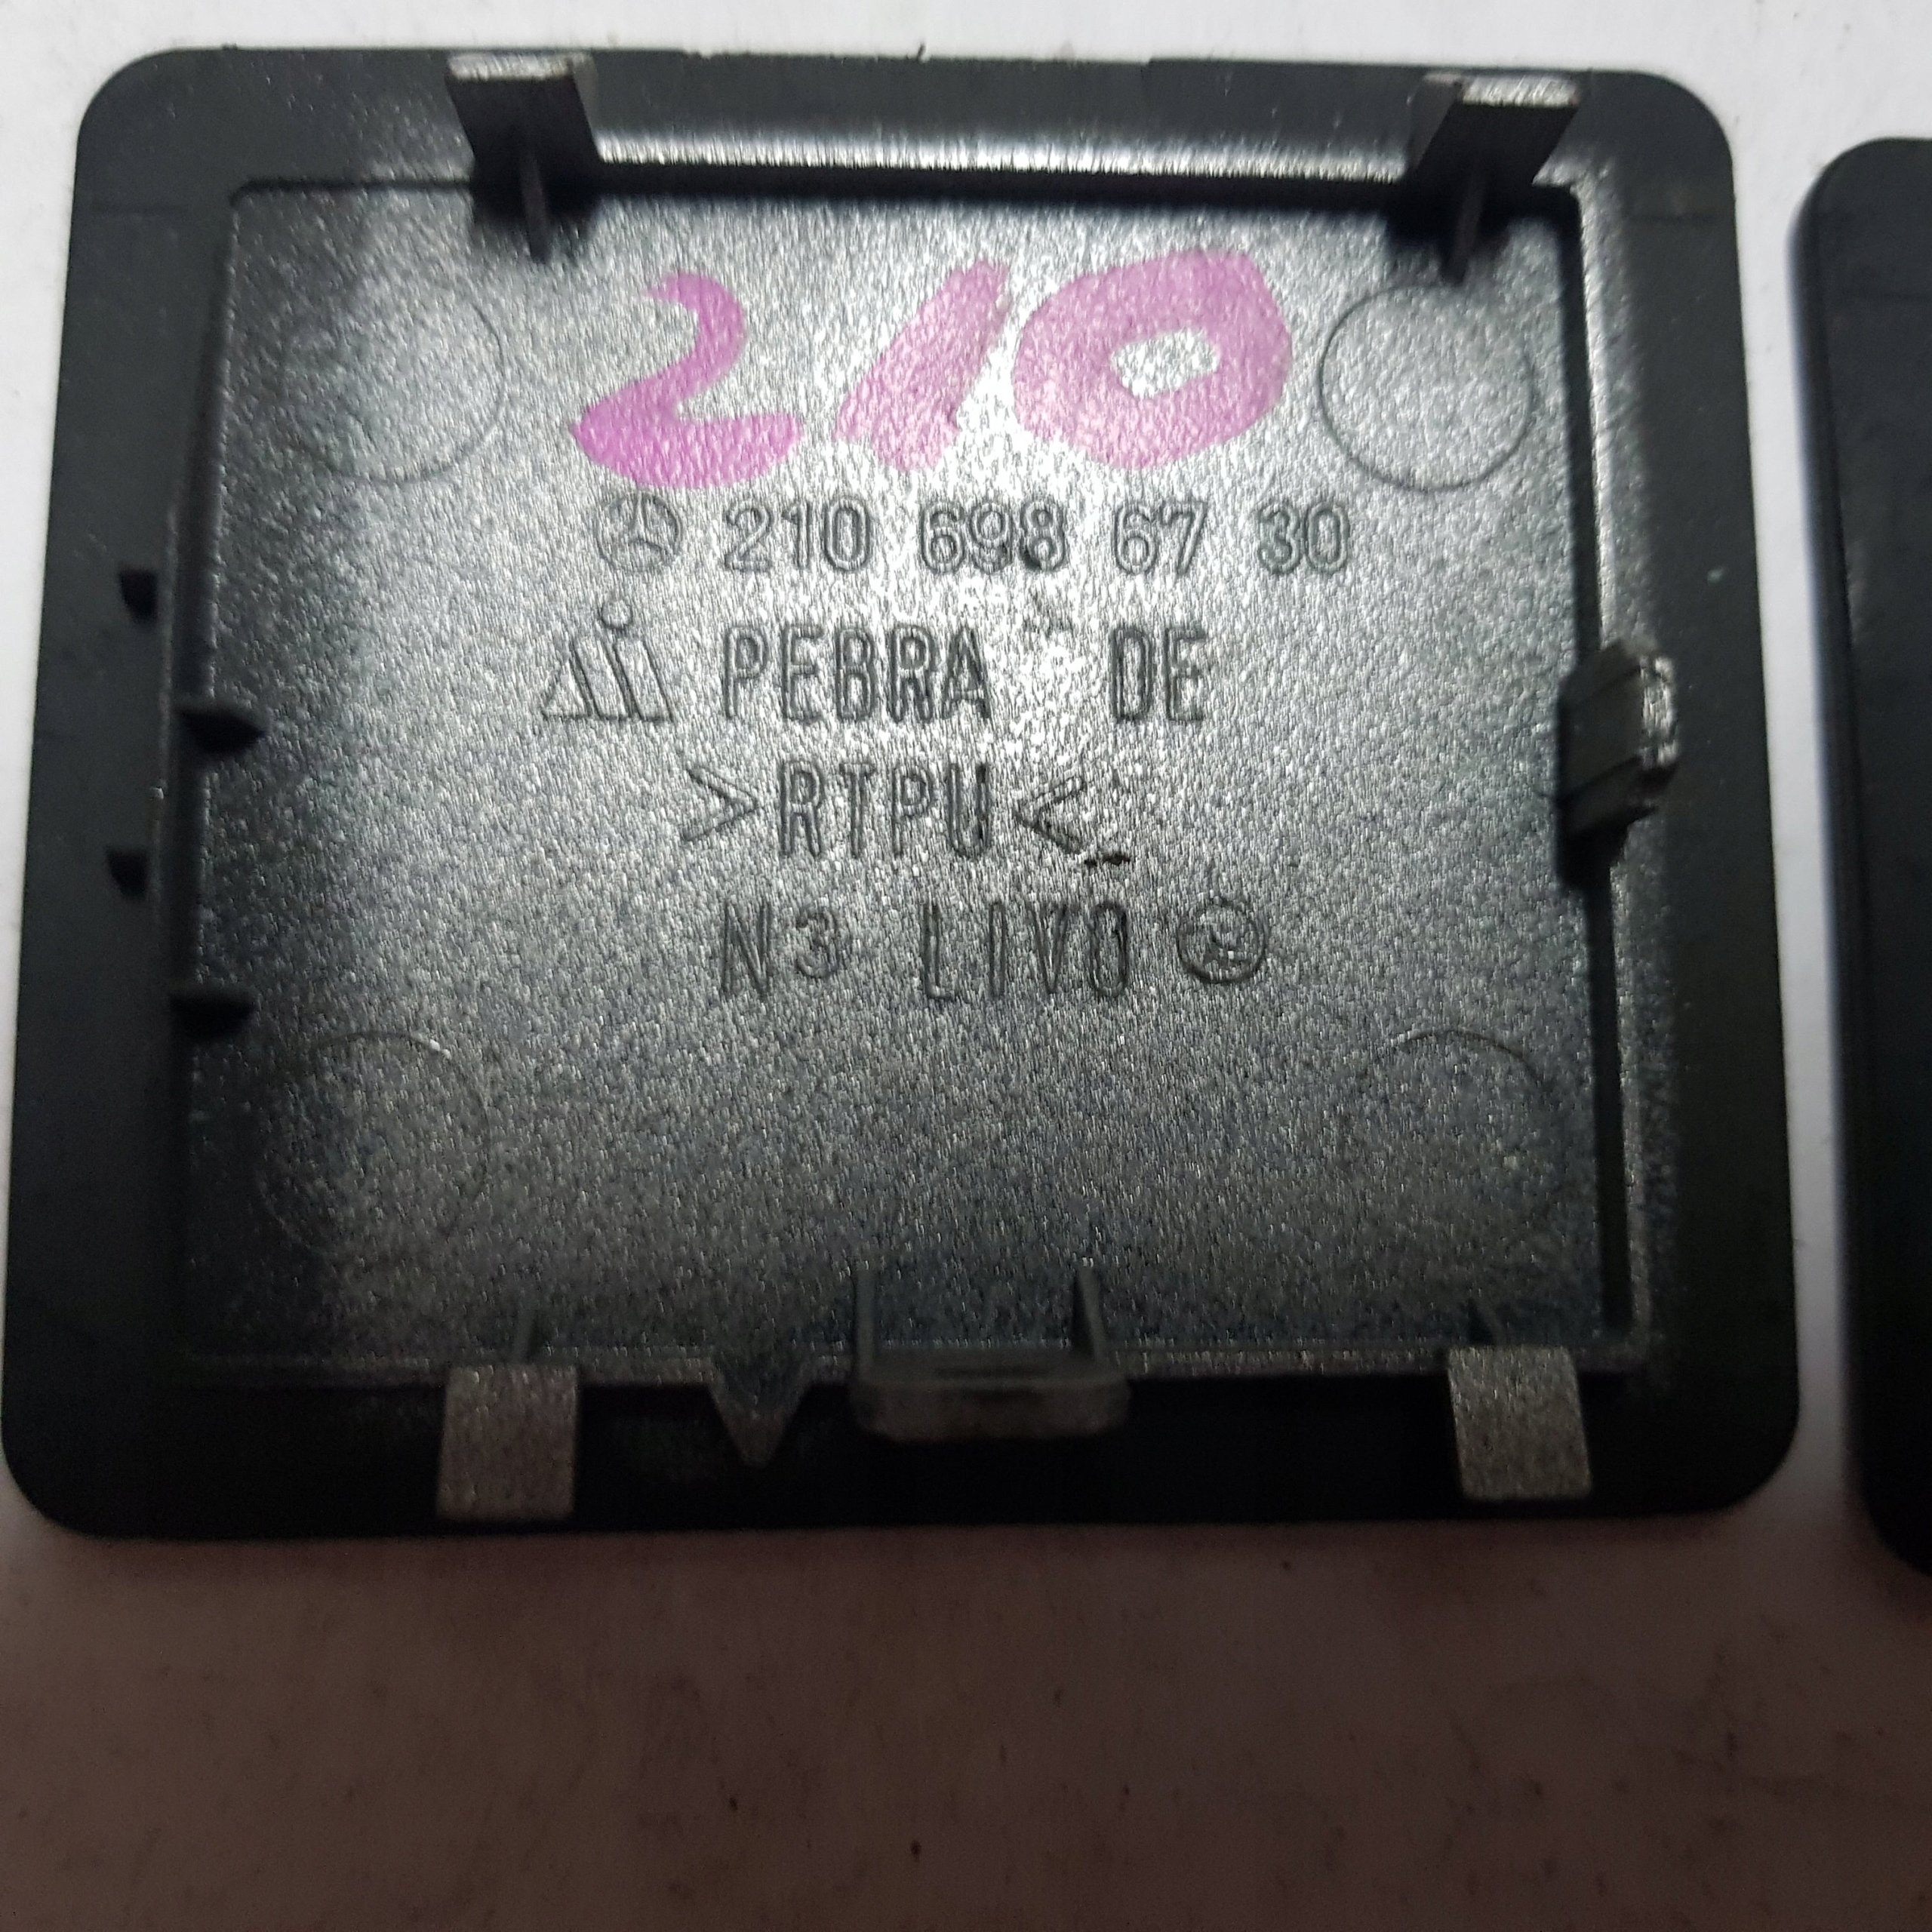 210
210 698 67 30
PEBRA DE
>RTPU<
N3 LIVO